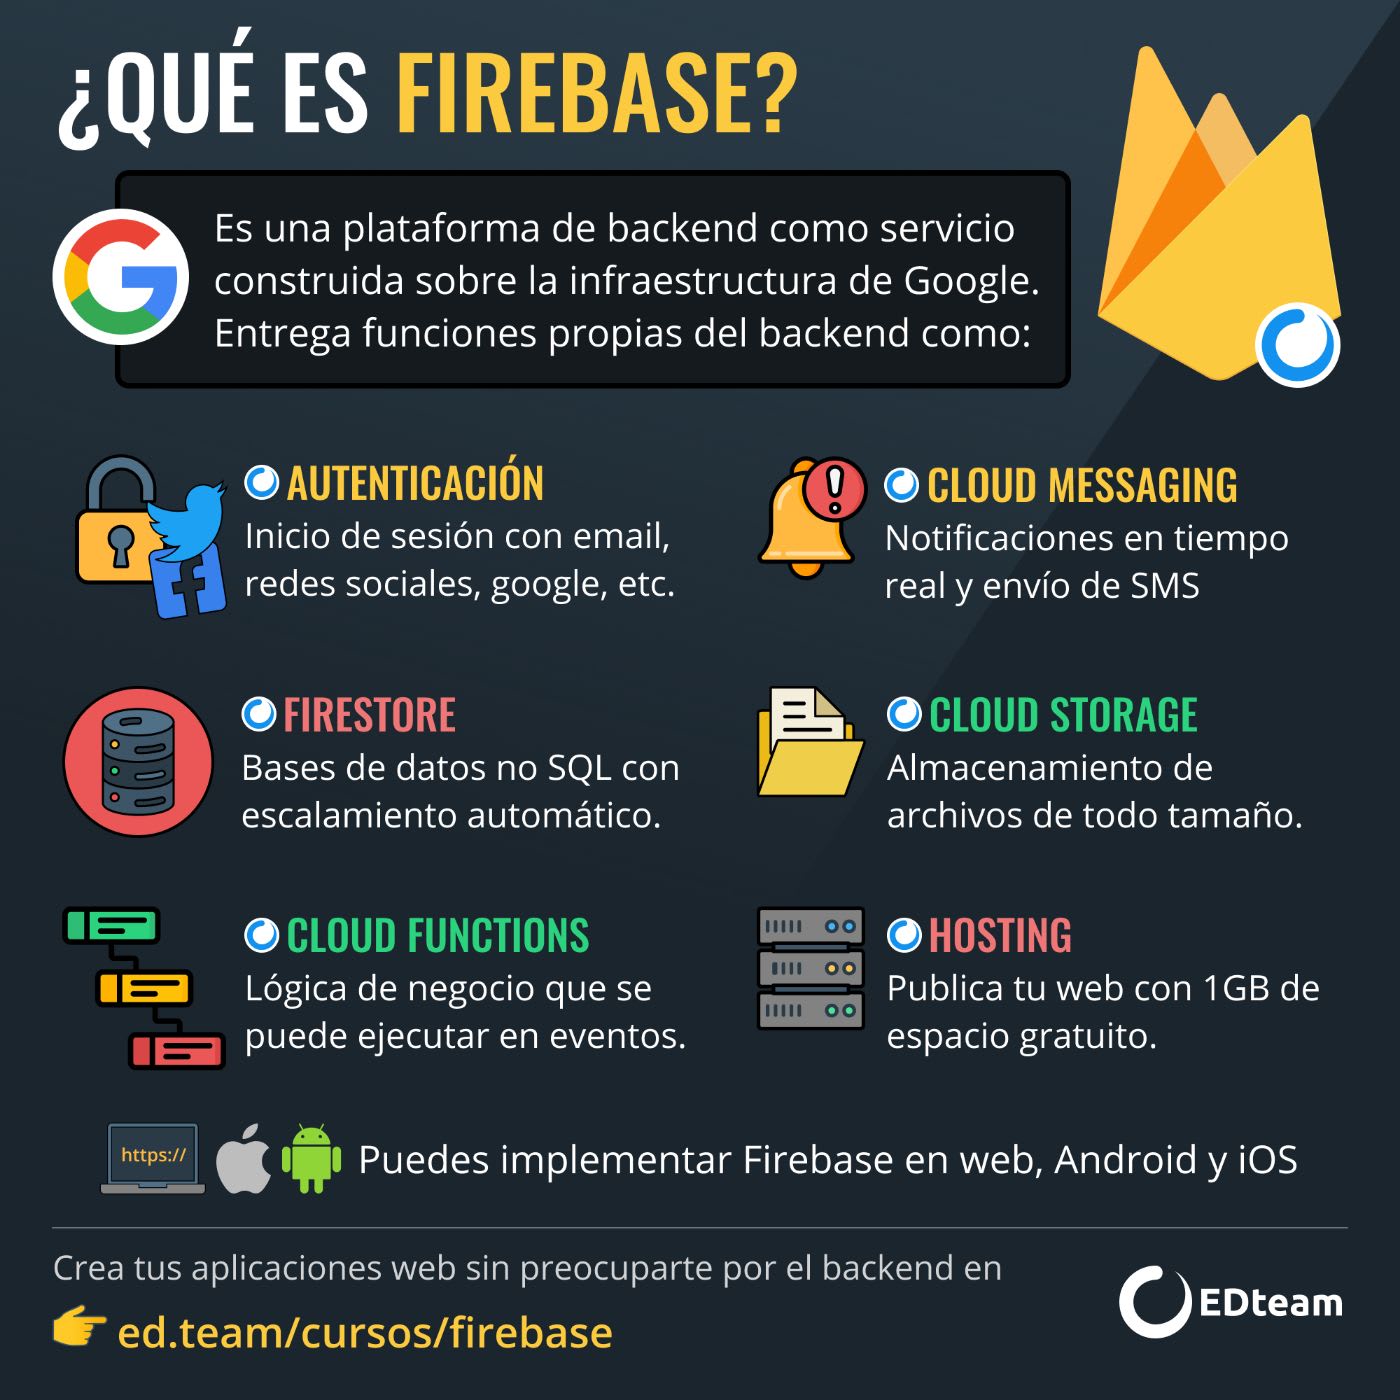 ¿QUÉ ES FIREBASE?
Es una plataforma de backend como servicio
construida sobre la infraestructura de Google.
Entrega funciones propias del backend como:
AUTENTICACIÓN
Inicio de sesión con email,
redes sociales, google, etc.
CLOUD MESSAGING
Notificaciones en tiempo
real y envío de SMS
FIRESTORE
Bases de datos no SQL con
escalamiento automático.
CLOUD STORAGE
Almacenamiento de
archivos de todo tamaño.
CLOUD FUNCTIONS
Lógica de negocio que se
puede ejecutar en eventos.
HOSTING
Publica tu web con 1GB de
espacio gratuito.
https://
Puedes implementar Firebase en web, Android y iOS
Crea tus aplicaciones web sin preocuparte por el backend en
ed.team/cursos/firebase
EDteam